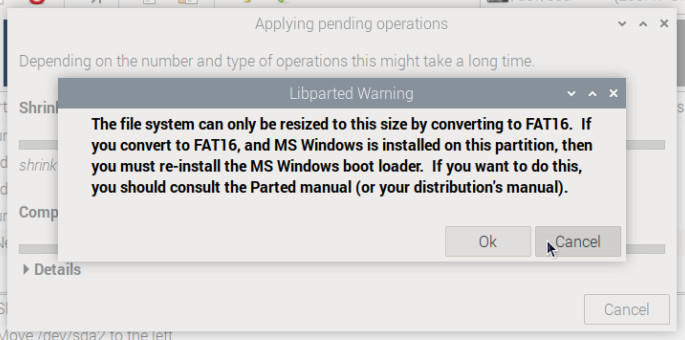 Applying pending operations
Depending on the number and type of operations this might take a long time.
Libparted Warning
The file system can only be resized to this size by converting to FAT16. If
you convert to FAT16, and MS Windows is installed on this partition, then
you must re-install the MS Windows boot loader. If you want to do this,
you should consult the Parted manual (or your distribution's manual).
shrink
Ok Cancel
Details
Cancel
Move /dev/sda2 to the left